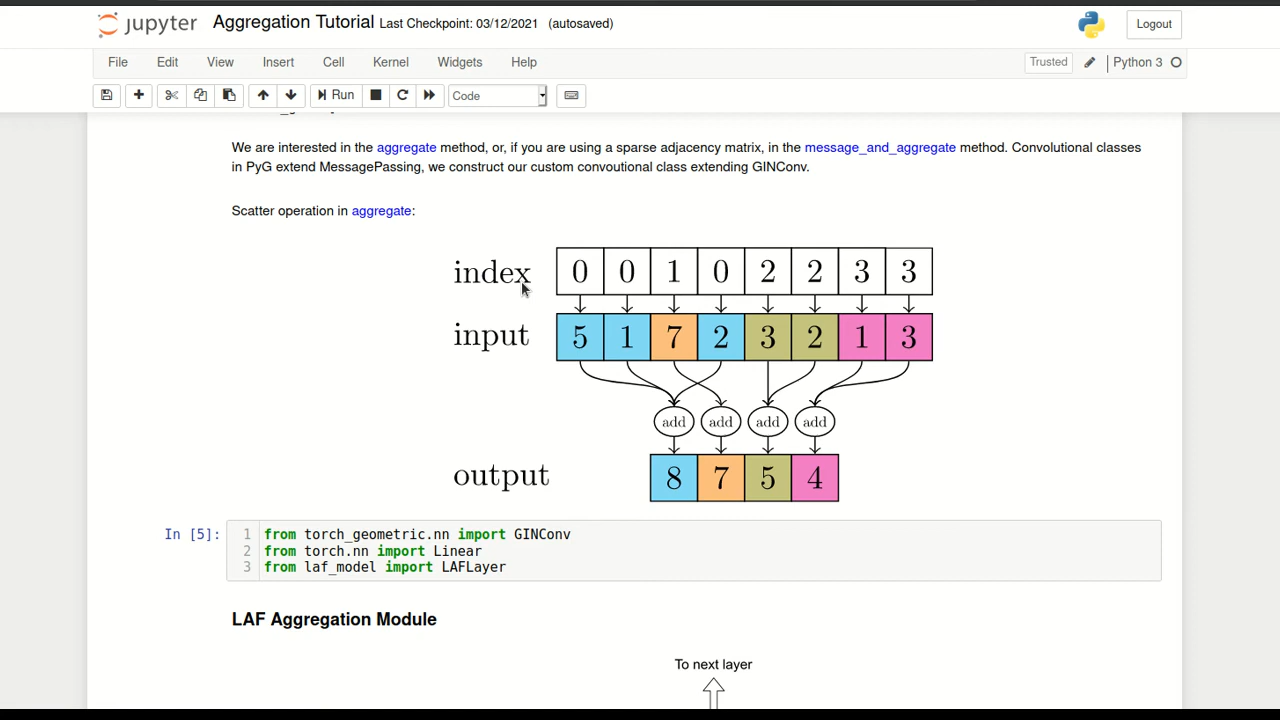 jupyter Aggregation Tutorial Last Checkpoint: 03/12/2021 (autosaved) Logout
File Edit View Insert Cell Kernel Widgets Help Trusted Python 3
Run Code
We are interested in the aggregate method, or, if you are using a sparse adjacency matrix, in the message_and_aggregate method. Convolutional classes
in PyG extend MessagePassing, we construct our custom convoutional class extending GINConv.
Scatter operation in aggregate:
index 0 0 1 0 2 2 3 3
input 5 1 7 2 3 2 1 3
add add add add
output 8 7 5 4
In [5]: 1 from torch_geometric.nn import GINConv
2 from torch.nn import Linear
3 from laf_model import LAFLayer
LAF Aggregation Module
To next layer